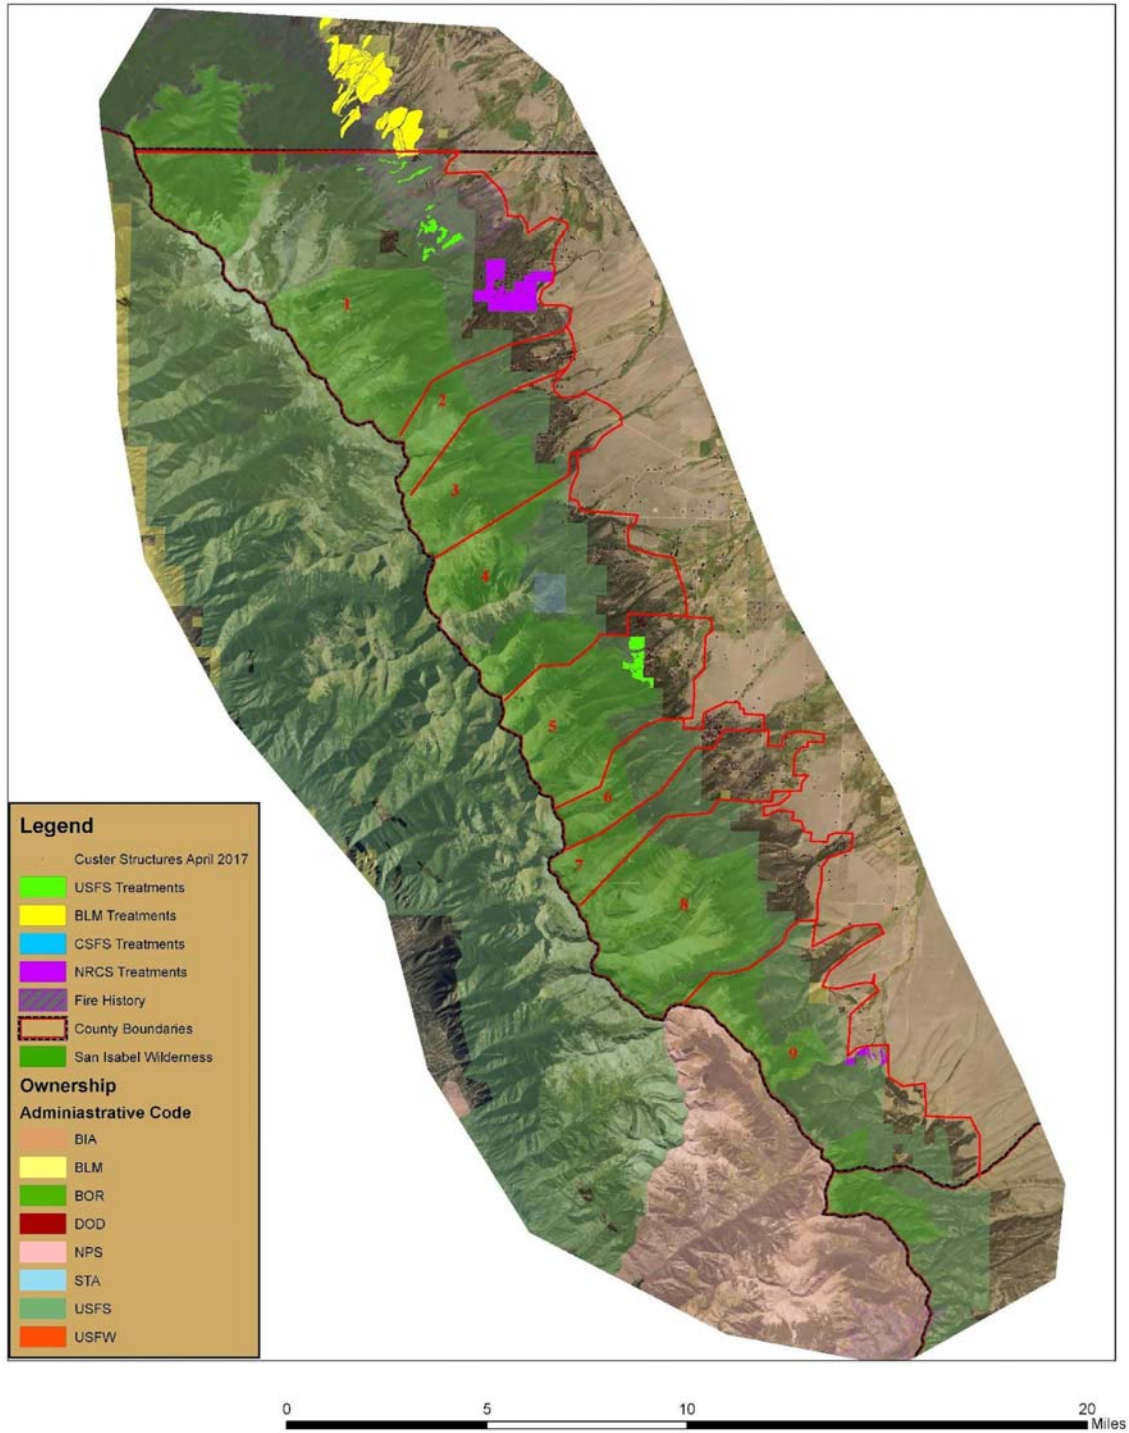 1
2
3
4
5
6
7
8
9
Legend
Custer Structures April 2017
USFS Treatments
BLM Treatments
CSFS Treatments
NRCS Treatments
Fire History
County Boundaries
San Isabel Wilderness
Ownership
Adminiastrative Code
BIA
BLM
BOR
DOD
NPS
STA
USFS
USFW
0 5 10 20
Miles